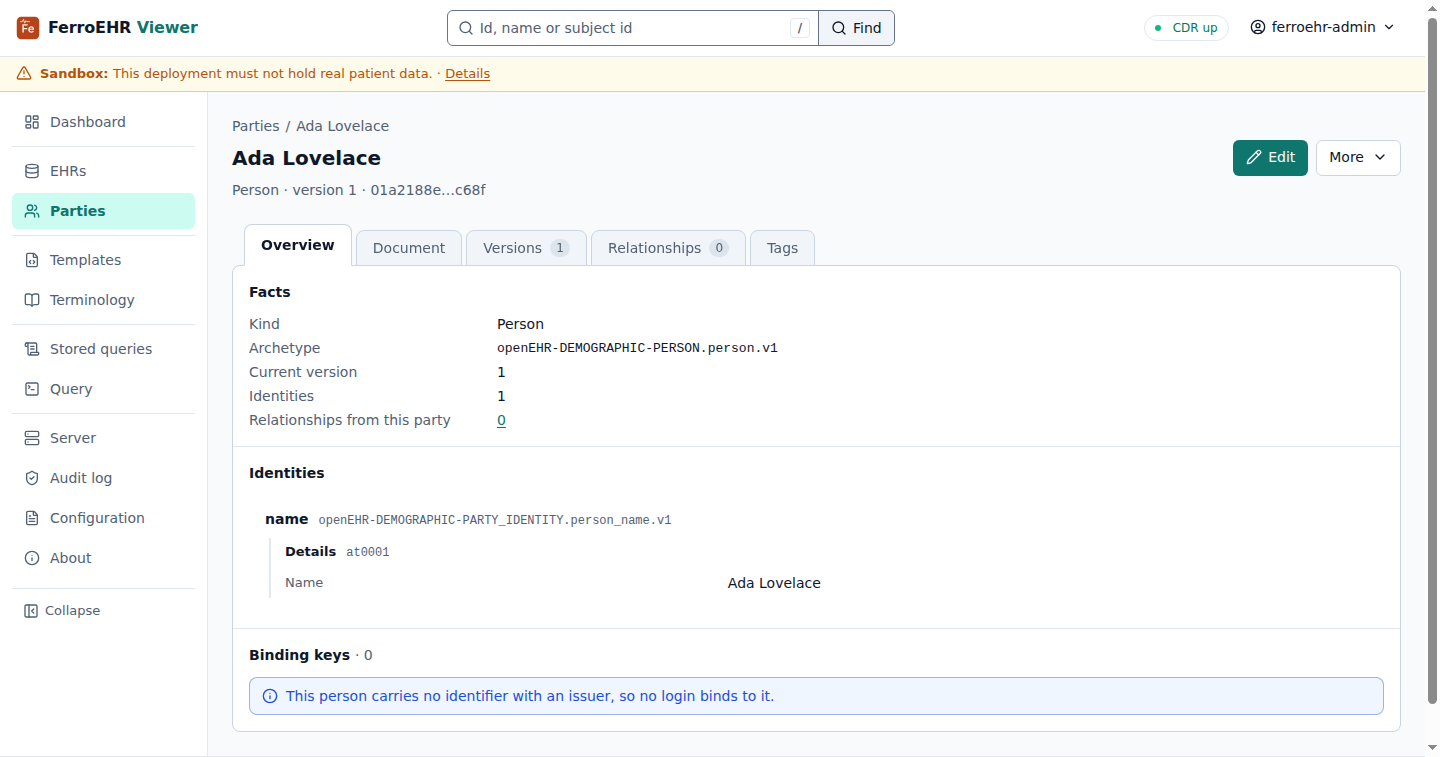 Fe FerroEHR Viewer
Id, name or subject id / Find
CDR up
ferroehr-admin
Sandbox: This deployment must not hold real patient data. · Details
Dashboard
EHRs
Parties
Templates
Terminology
Stored queries
Query
Server
Audit log
Configuration
About
Collapse
Parties / Ada Lovelace
Ada Lovelace
Edit
More
Person · version 1 · 01a2188e…c68f
Overview
Document
Versions 1
Relationships 0
Tags
Facts
Kind Person
Archetype openEHR-DEMOGRAPHIC-PERSON.person.v1
Current version 1
Identities 1
Relationships from this party 0
Identities
name openEHR-DEMOGRAPHIC-PARTY_IDENTITY.person_name.v1
Details at0001
Name Ada Lovelace
Binding keys · 0
This person carries no identifier with an issuer, so no login binds to it.